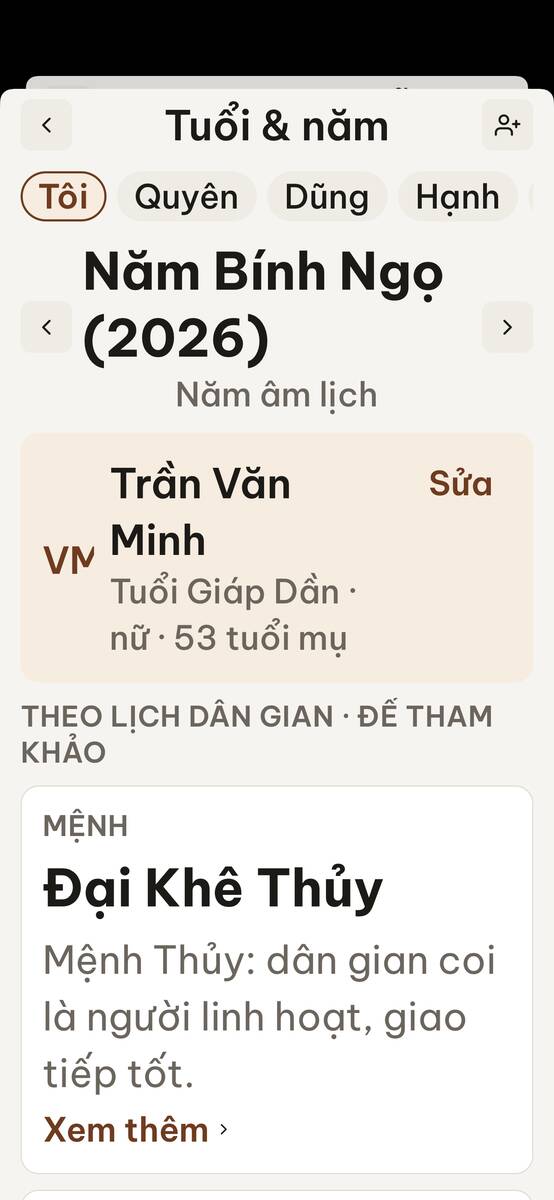 Tuổi & năm
Tôi
Quyên
Dũng
Hạnh
Năm Bính Ngọ
(2026)
Năm âm lịch
Trần Văn
Minh
Sửa
VM
Tuổi Giáp Dần ·
nữ · 53 tuổi mụ
THEO LỊCH DÂN GIAN · ĐỂ THAM
KHẢO
MỆNH
Đại Khê Thủy
Mệnh Thủy: dân gian coi
là người linh hoạt, giao
tiếp tốt.
Xem thêm ›